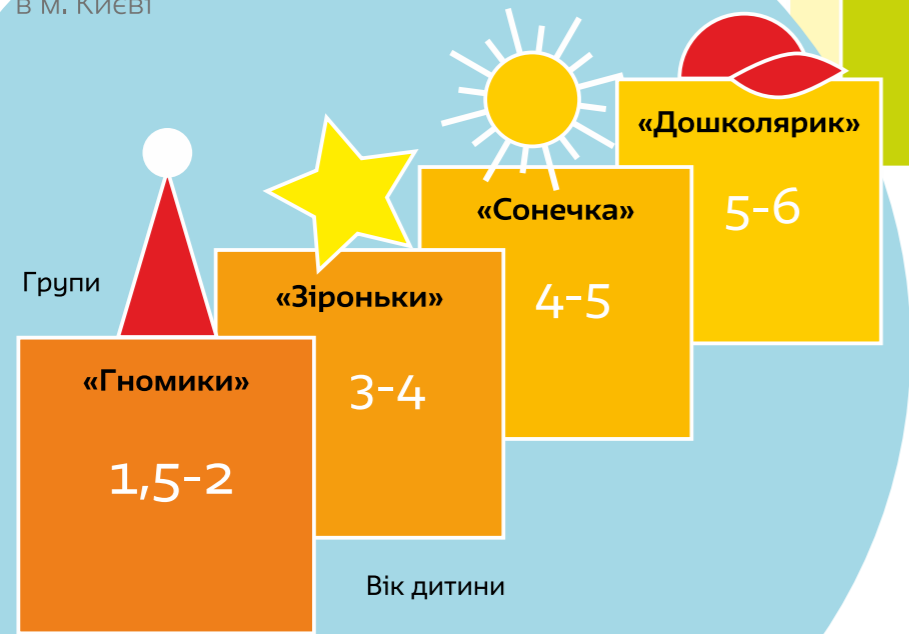 в м. Києві
«Дошколярик»
5-6
«Сонечка»
4-5
Групи
«Зіроньки»
3-4
«Гномики»
1,5-2
Вік дитини